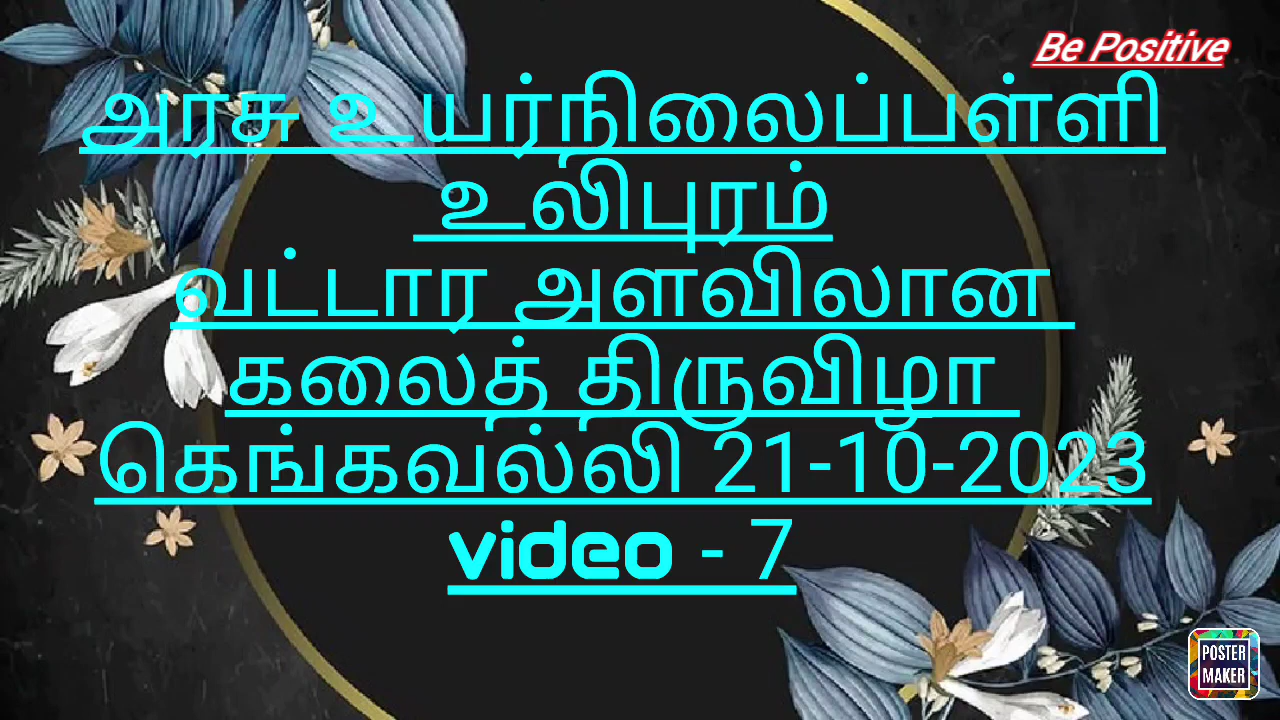 Be Positive
அரசு உயர்நிலைப்பள்ளி
உலிபுரம்
வட்டார அளவிலான
கலைத் திருவிழா
கெங்கவல்லி 21-10-2023
video - 7
POSTER
MAKER